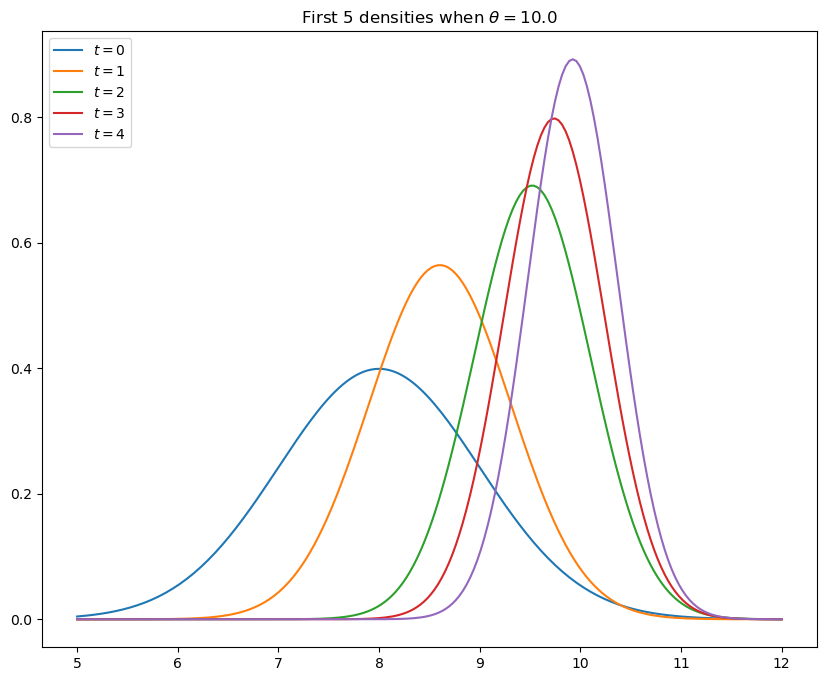 First 5 densities when θ = 10.0
t = 0
t = 1
t = 2
t = 3
t = 4
0.8
0.6
0.4
0.2
0.0
5 6 7 8 9 10 11 12